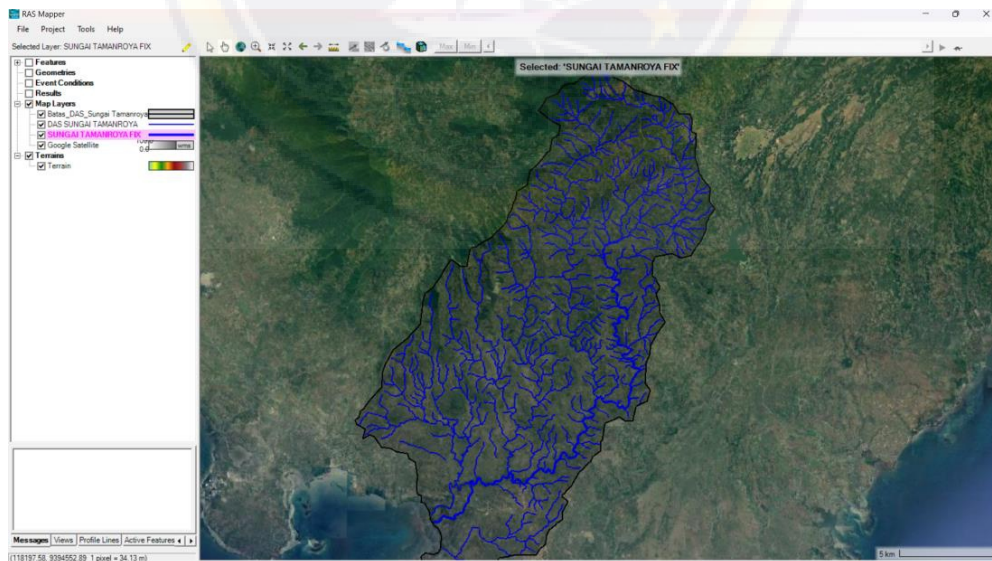 RAS Mapper
File Project Tools Help
Selected Layer: SUNGAI TAMANROYA FIX
Max Min
Selected: 'SUNGAI TAMANROYA FIX'
Features
Geometries
Event Conditions
Results
Map Layers
Batas_DAS_Sungai Tamanroya
DAS SUNGAI TAMANROYA
SUNGAI TAMANROYA FIX
Google Satellite
Terrains
Terrain
Messages Views Profile Lines Active Features
(118197.58, 9394552.89 1 pixel = 34.13 m)
5 km